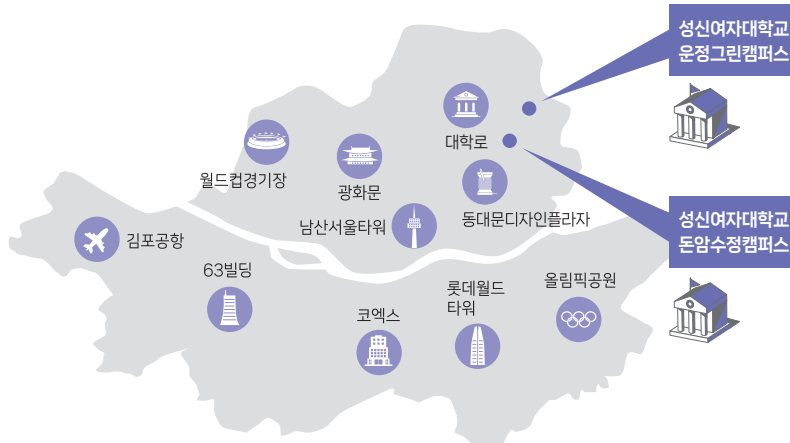 성신여자대학교
운정그린캠퍼스
대학로
월드컵경기장
광화문
남산서울타워
동대문디자인플라자
성신여자대학교
돈암수정캠퍼스
김포공항
63빌딩
코엑스
롯데월드
타워
올림픽공원